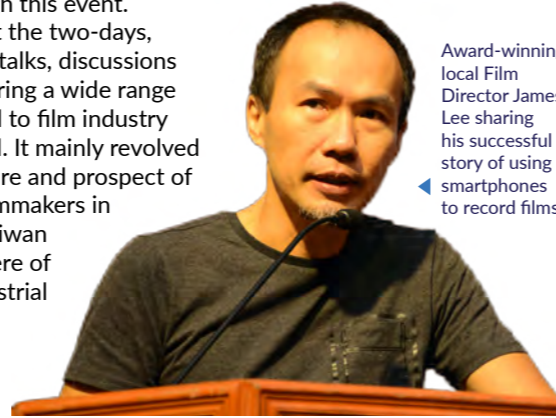 n this event.
t the two-days,
talks, discussions
ring a wide range
l to film industry
l. It mainly revolved
re and prospect of
mmakers in
iwan
ere of
strial
Award-winnin
local Film
Director James
Lee sharing
his successful
story of using
smartphones
to record films